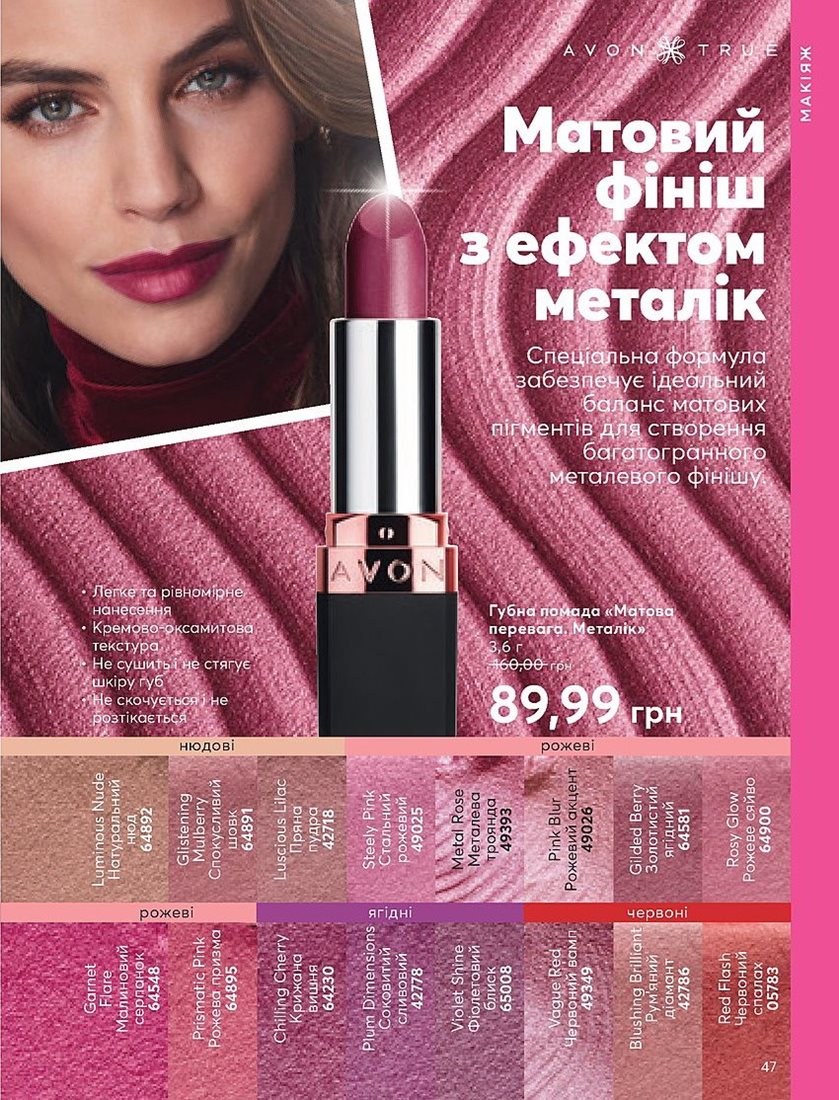 AVON TRUE
МАКІЯЖ
Матовий
фініш
з ефектом
металік
Спеціальна формула
забезпечує ідеальний
баланс матових
пігментів для створення
багатогранного
металевого фінішу.
• Легке та рівномірне
нанесення
• Кремово-оксамитова
текстура
• Не сушить і не стягує
шкіру губ
• Не скочується і не
розтікається
AVON
Губна помада «Матова
перевага. Металік»
3,6 г
160,00 грн
89,99 грн
нюдові
рожеві
Luminous Nude
Натуральний
нюд
64892
Glistening
Mulberry
Спокусливий
шовк
64891
Luscious Lilac
Пряна
пудра
42718
Steely Pink
Стальний
рожевий
49025
Metal Rose
Металева
троянда
49393
Pink Blur
Рожевий акцент
49026
Gilded Berry
Золотистий
ягідний
64581
Rosy Glow
Рожеве сяйво
64900
рожеві
ягідні
червоні
Garnet
Flare
Малиновий
серпанок
64548
Prismatic Pink
Рожева призма
64895
Chilling Cherry
Крижана
вишня
64230
Plum Dimensions
Соковитий
сливовий
42778
Violet Shine
Фіолетовий
блиск
65008
Vague Red
Червоний вамп
49349
Blushing Brilliant
Рум'яний
діамант
42786
Red Flash
Червоний
спалах
05783
47